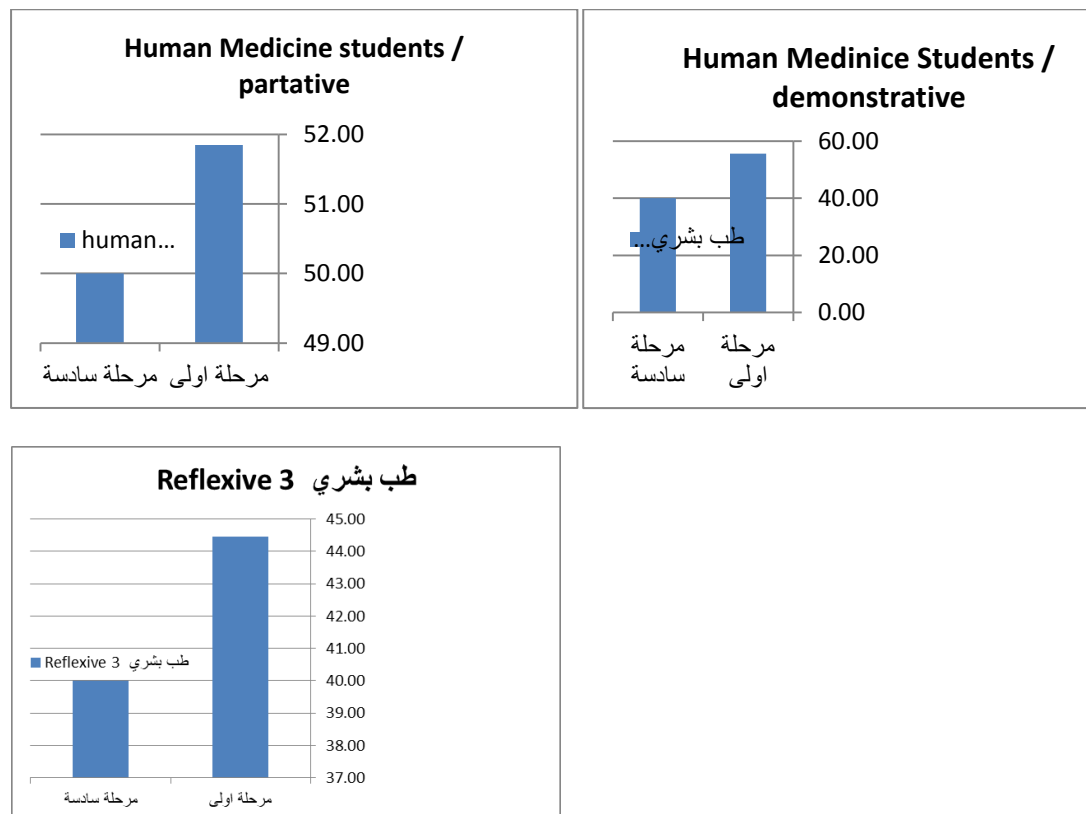 Human Medicine students /
partative
52.00
51.00
50.00
49.00
human...
مرحلة اولى
مرحلة سادسة
Human Medinice Students /
demonstrative
60.00
40.00
20.00
0.00
طب بشري...
مرحلة
اولى
مرحلة
سادسة
Reflexive 3 طب بشري
45.00
44.00
43.00
42.00
41.00
40.00
39.00
38.00
37.00
Reflexive 3 طب بشري
مرحلة اولى
مرحلة سادسة